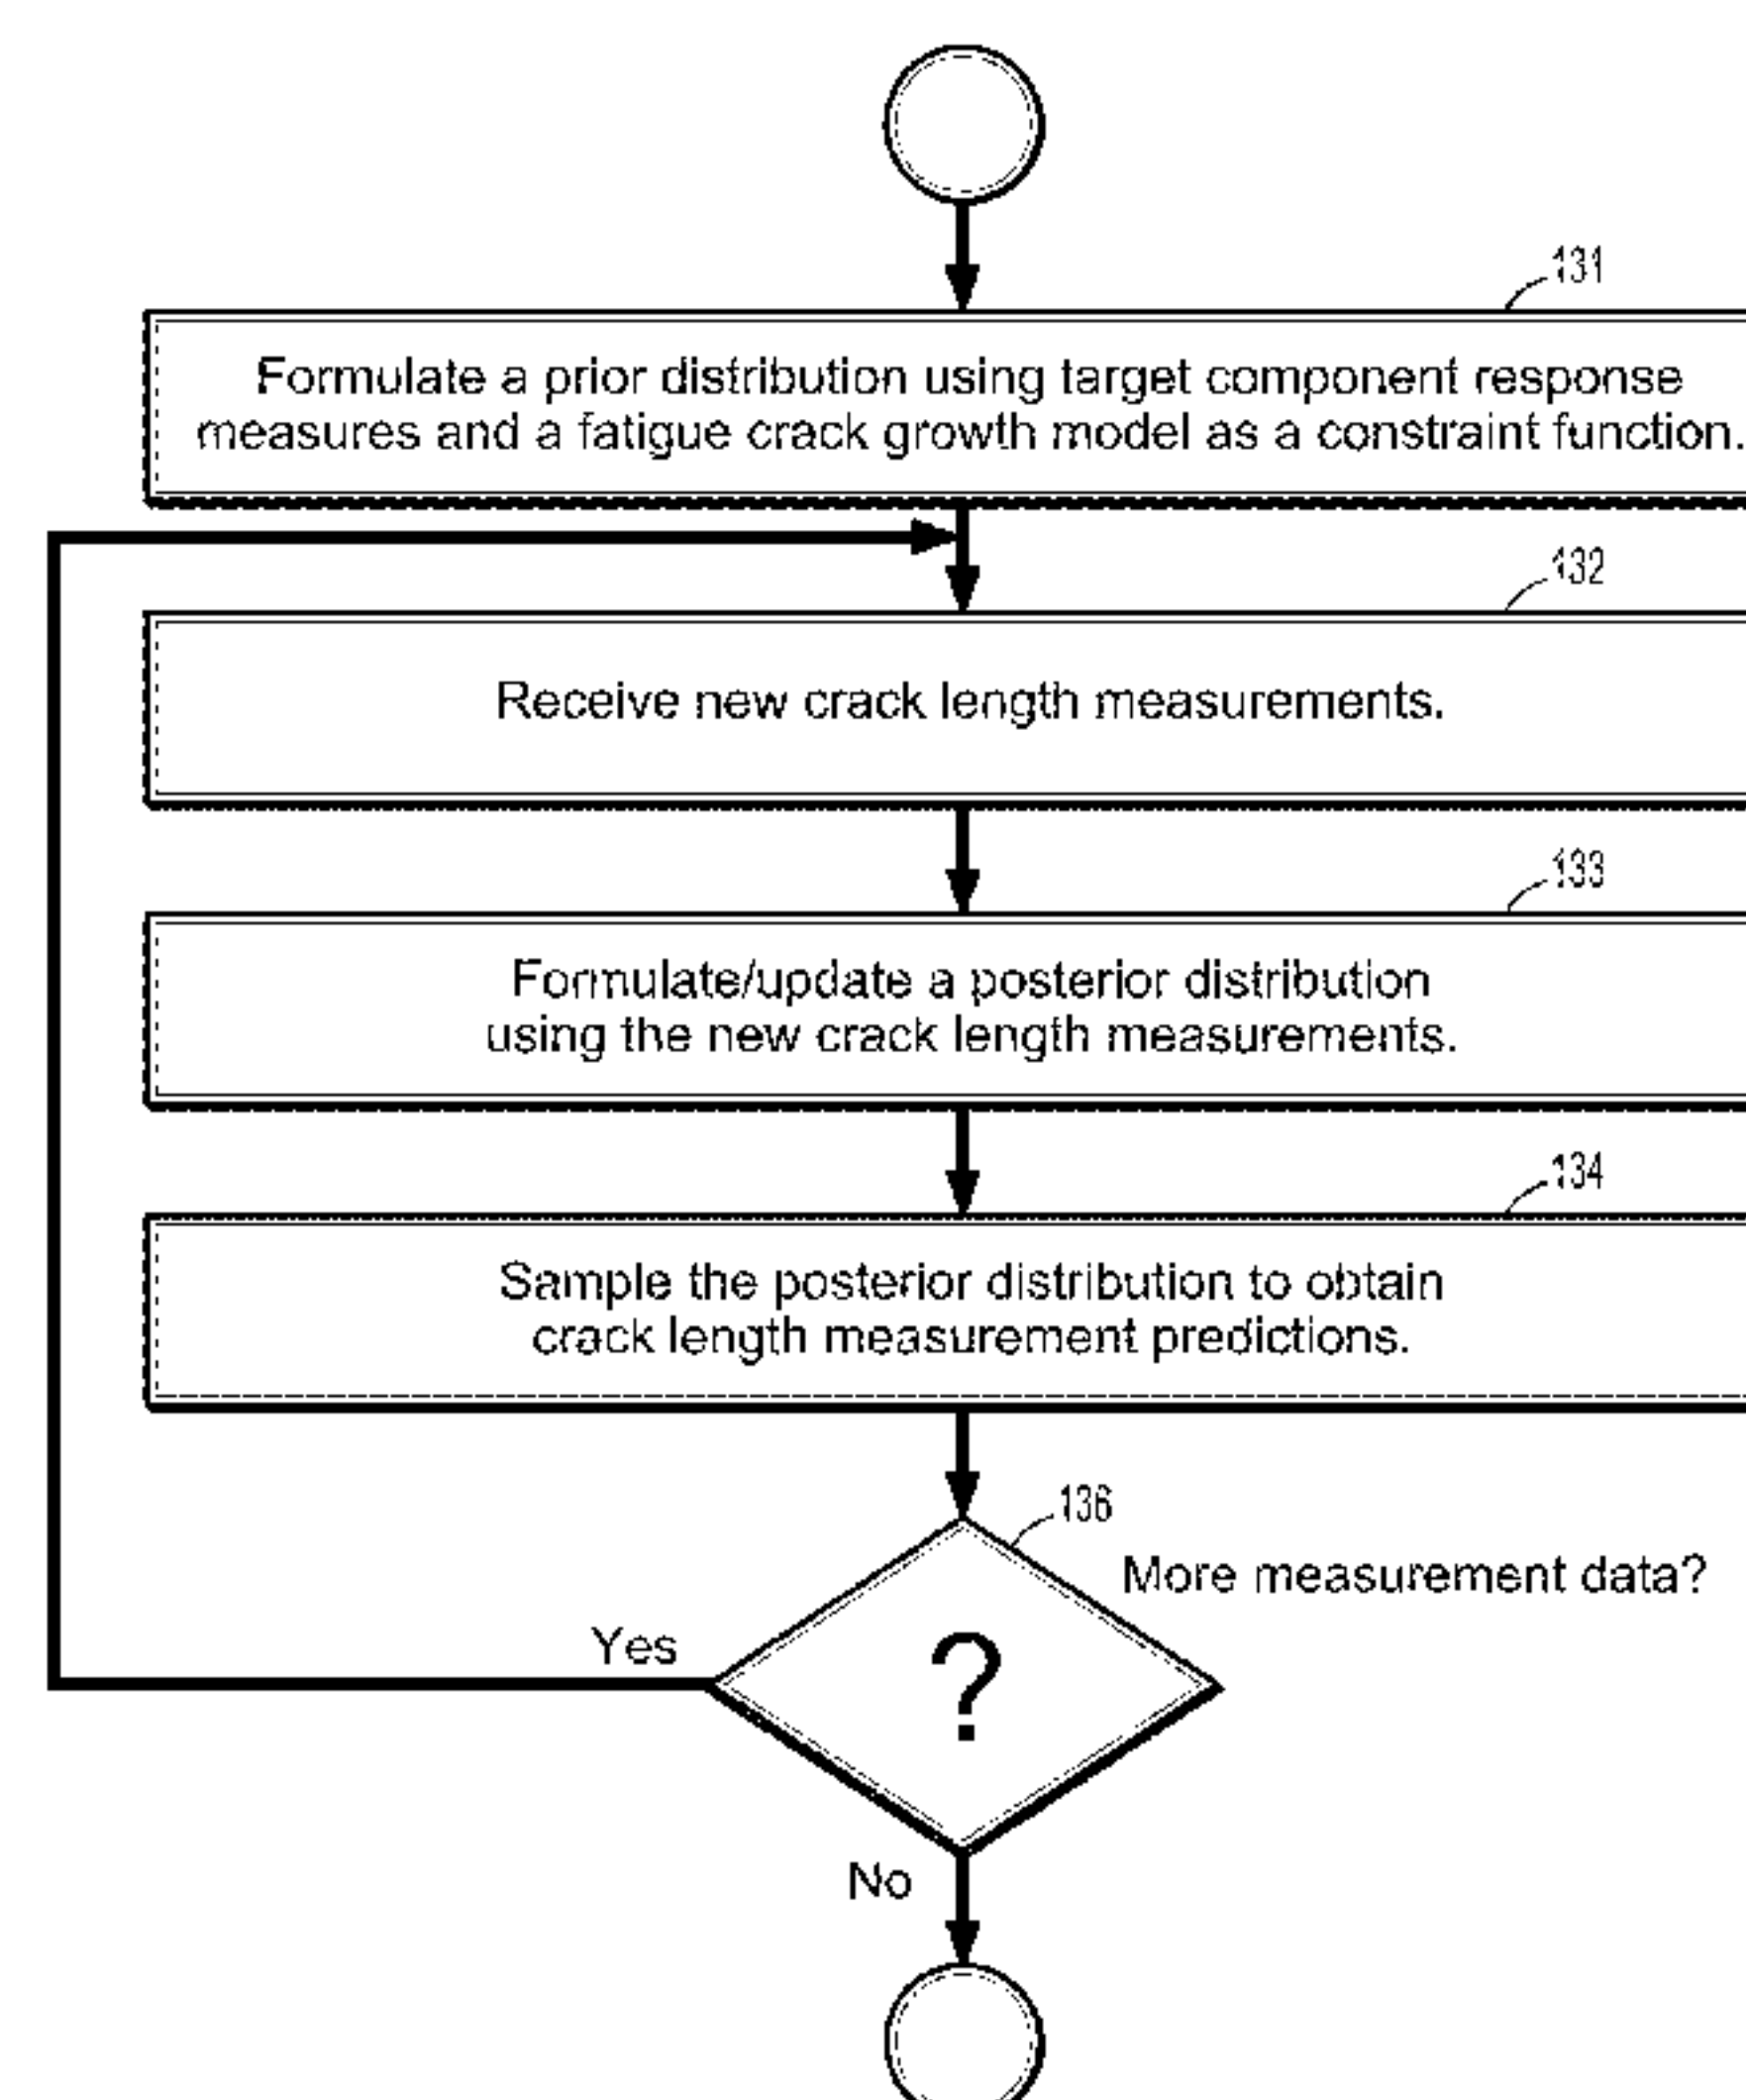 131
Formulate a prior distribution using target component response
measures and a fatigue crack growth model as a constraint function.
132
Receive new crack length measurements.
133
Formulate/update a posterior distribution
using the new crack length measurements.
134
Sample the posterior distribution to obtain
crack length measurement predictions.
136
More measurement data?
Yes
?
No